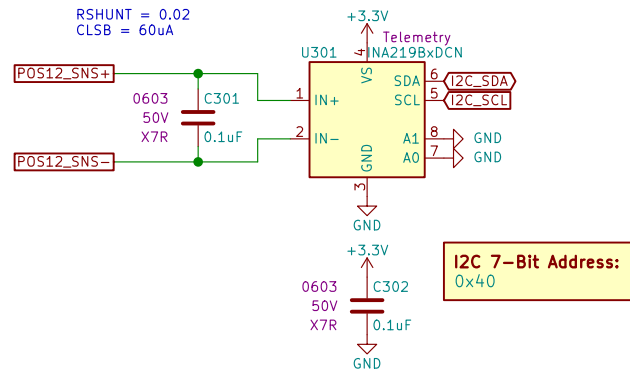 RSHUNT = 0.02
CLSB = 60uA
+3.3V
Telemetry
U301
INA219BxDCN
4
VS
POS12_SNS+
SDA
6
I2C_SDA
0603
C301
1
IN+
SCL
5
I2C_SCL
50V
X7R
0.1uF
2
IN-
A1
8
GND
POS12_SNS-
A0
7
GND
GND
3
GND
+3.3V
I2C 7-Bit Address:
0x40
0603
C302
50V
X7R
0.1uF
GND